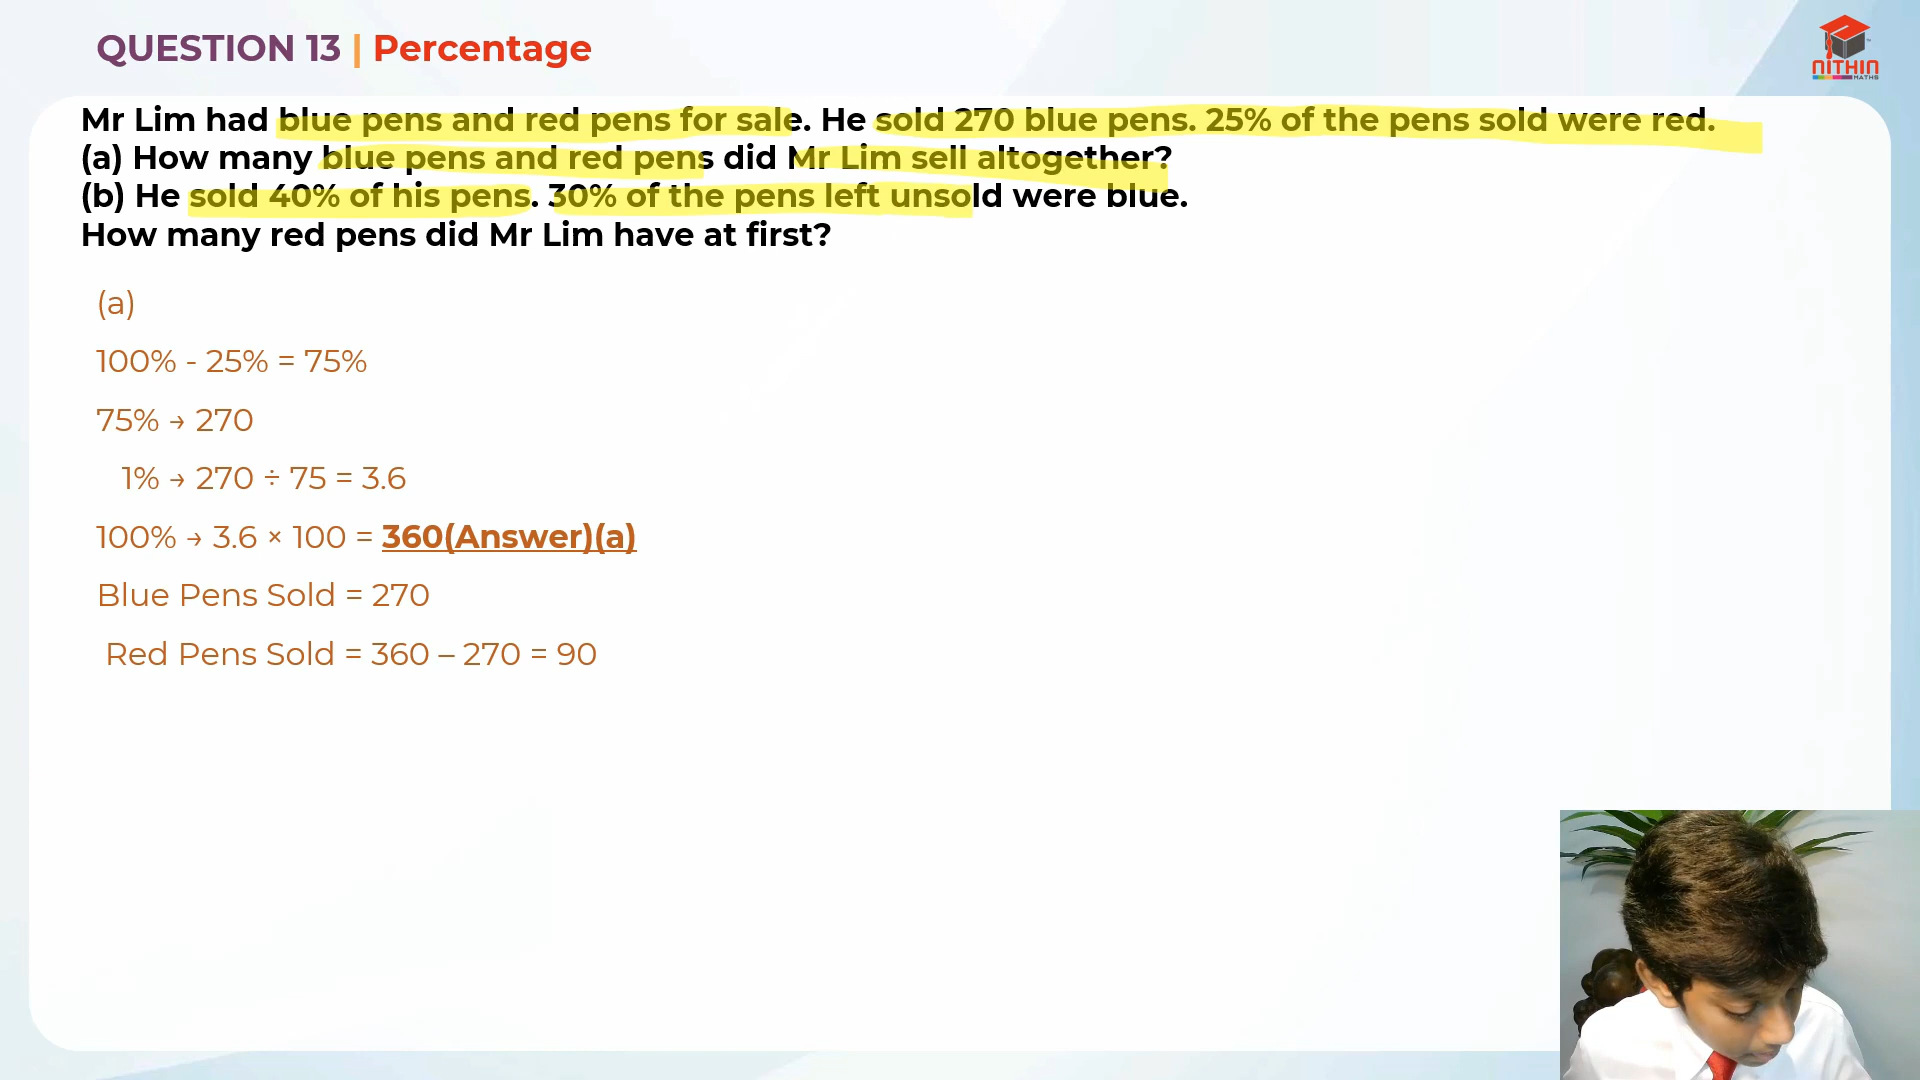 QUESTION 13 | Percentage
NITHIN
MATHS
Mr Lim had blue pens and red pens for sale. He sold 270 blue pens. 25% of the pens sold were red.
(a) How many blue pens and red pens did Mr Lim sell altogether?
(b) He sold 40% of his pens. 30% of the pens left unsold were blue.
How many red pens did Mr Lim have at first?
(a)
100% - 25% = 75%
75% → 270
1% → 270 ÷ 75 = 3.6
100% → 3.6 × 100 = 360(Answer)(a)
Blue Pens Sold = 270
Red Pens Sold = 360 – 270 = 90